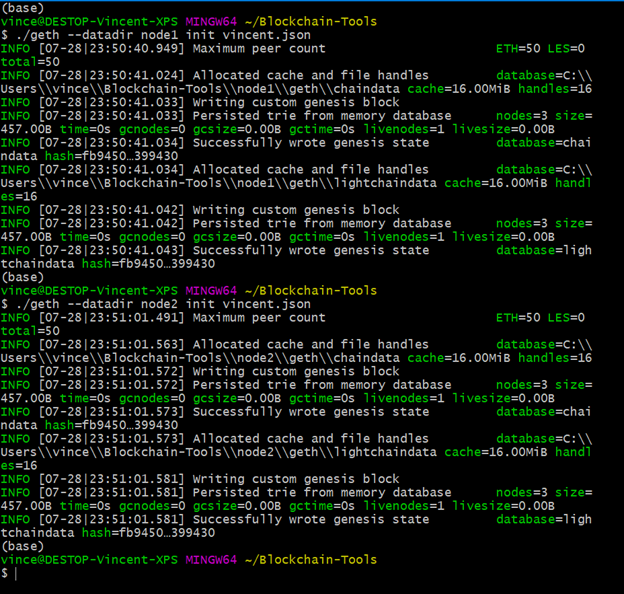 (base)
vince@DESTOP-Vincent-XPS MINGW64 ~/Blockchain-Tools
$ ./geth --datadir node1 init vincent.json
INFO [07-28|23:50:40.949] Maximum peer count                       ETH=50 LES=0
total=50
INFO [07-28|23:50:41.024] Allocated cache and file handles         database=C:\\
Users\\vince\\Blockchain-Tools\\node1\\geth\\chaindata cache=16.00MiB handles=16
INFO [07-28|23:50:41.033] Writing custom genesis block
INFO [07-28|23:50:41.033] Persisted trie from memory database      nodes=3 size=
457.00B time=0s gcnodes=0 gcsize=0.00B gctime=0s livenodes=1 livesize=0.00B
INFO [07-28|23:50:41.034] Successfully wrote genesis state         database=chai
ndata hash=fb9450…399430
INFO [07-28|23:50:41.034] Allocated cache and file handles         database=C:\\
Users\\vince\\Blockchain-Tools\\node1\\geth\\lightchaindata cache=16.00MiB handl
es=16
INFO [07-28|23:50:41.042] Writing custom genesis block
INFO [07-28|23:50:41.042] Persisted trie from memory database      nodes=3 size=
457.00B time=0s gcnodes=0 gcsize=0.00B gctime=0s livenodes=1 livesize=0.00B
INFO [07-28|23:50:41.043] Successfully wrote genesis state         database=ligh
tchaindata hash=fb9450…399430
(base)
vince@DESTOP-Vincent-XPS MINGW64 ~/Blockchain-Tools
$ ./geth --datadir node2 init vincent.json
INFO [07-28|23:51:01.491] Maximum peer count                       ETH=50 LES=0
total=50
INFO [07-28|23:51:01.563] Allocated cache and file handles         database=C:\\
Users\\vince\\Blockchain-Tools\\node2\\geth\\chaindata cache=16.00MiB handles=16
INFO [07-28|23:51:01.572] Writing custom genesis block
INFO [07-28|23:51:01.572] Persisted trie from memory database      nodes=3 size=
457.00B time=0s gcnodes=0 gcsize=0.00B gctime=0s livenodes=1 livesize=0.00B
INFO [07-28|23:51:01.573] Successfully wrote genesis state         database=chai
ndata hash=fb9450…399430
INFO [07-28|23:51:01.573] Allocated cache and file handles         database=C:\\
Users\\vince\\Blockchain-Tools\\node2\\geth\\lightchaindata cache=16.00MiB handl
es=16
INFO [07-28|23:51:01.581] Writing custom genesis block
INFO [07-28|23:51:01.581] Persisted trie from memory database      nodes=3 size=
457.00B time=0s gcnodes=0 gcsize=0.00B gctime=0s livenodes=1 livesize=0.00B
INFO [07-28|23:51:01.581] Successfully wrote genesis state         database=ligh
tchaindata hash=fb9450…399430
(base)
vince@DESTOP-Vincent-XPS MINGW64 ~/Blockchain-Tools
$